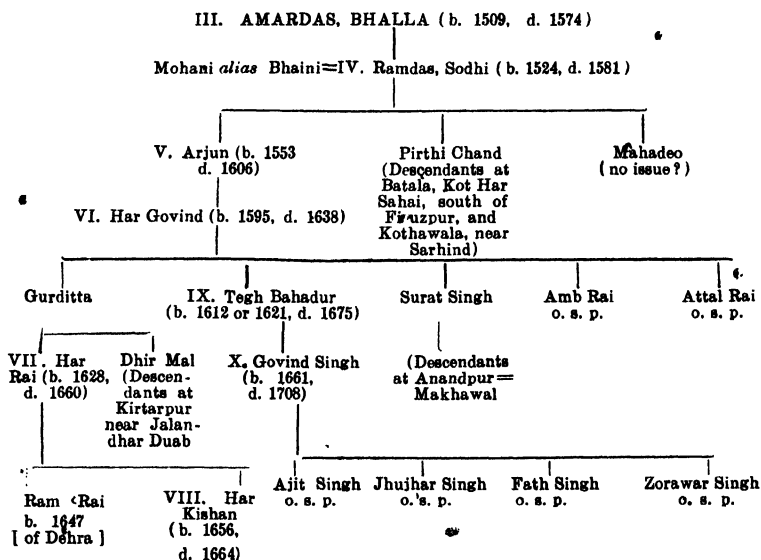 III. AMARDAS, BHALLA (b. 1509, d. 1574)
Mohani alias Bhaini=IV. Ramdas, Sodhi (b. 1524, d. 1581)
V. Arjun (b. 1553
d. 1606)
Pirthi Chand
(Descendants at
Batala, Kot Har
Sahai, south of
Firuzpur, and
Kothawala, near
Sarhind)
Mahadeo
(no issue?)
VI. Har Govind (b. 1595, d. 1638)
Gurditta
IX. Tegh Bahadur
(b. 1612 or 1621, d. 1675)
Surat Singh
Amb Rai
o. s. p.
Attal Rai
o. s. p.
VII. Har
Rai (b. 1628,
d. 1660)
Dhir Mal
(Descen-
dants at
Kirtarpur
near Jalan-
dhar Duab
X. Govind Singh
(b. 1661,
d. 1708)
(Descendants
at Anandpur=
Makhawal
Ram Rai
b. 1647
[ of Dehra ]
VIII. Har
Kishan
(b. 1656,
d. 1664)
Ajit Singh
o. s. p.
Jhujhar Singh
o. s. p.
Fath Singh
o. s. p.
Zorawar Singh
o. s. p.